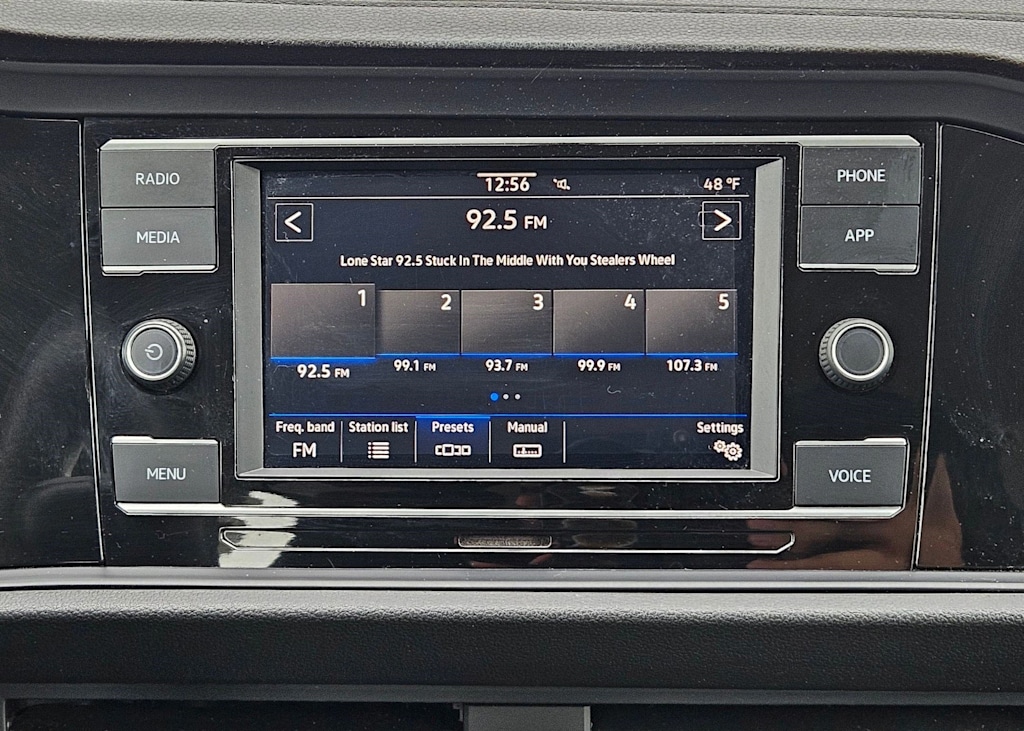 RADIO
MEDIA
MENU
12:56
48 °F
92.5 FM
Lone Star 92.5 Stuck In The Middle With You Stealers Wheel
1 2 3 4 5
92.5 FM 99.1 FM 93.7 FM 99.9 FM 107.3 FM
Freq. band Station list Presets Manual Settings
FM
PHONE
APP
VOICE